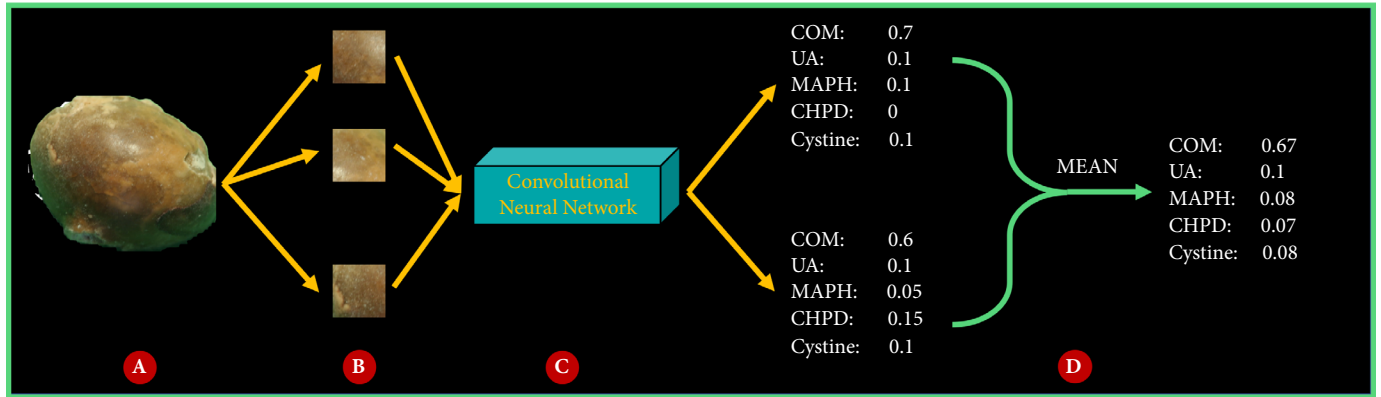 COM: 0.7
UA: 0.1
MAPH: 0.1
CHPD: 0
Cystine: 0.1
Convolutional
Neural Network
COM: 0.6
UA: 0.1
MAPH: 0.05
CHPD: 0.15
Cystine: 0.1
MEAN
COM: 0.67
UA: 0.1
MAPH: 0.08
CHPD: 0.07
Cystine: 0.08
A
B
C
D